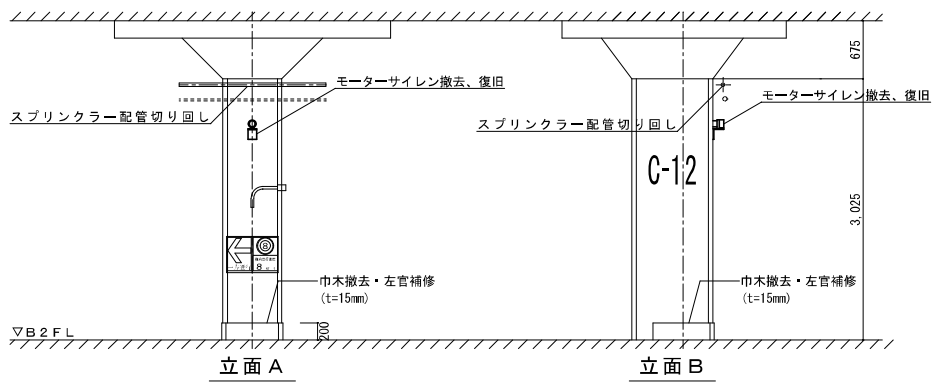 675
モーターサイレン撤去、復旧
モーターサイレン撤去、復旧
スプリンクラー配管切り回し
スプリンクラー配管切り回し
C-12
3,025
⑧
8
巾木撤去・左官補修
(t=15mm)
巾木撤去・左官補修
(t=15mm)
200
▽B2FL
立面A
立面B